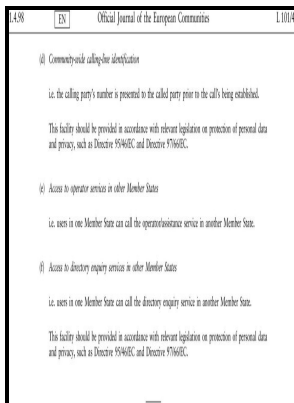 1.4.98 EN Official Journal of the European Communities L 101/4
(d) Community-wide calling-line identification
i.e. the calling party's number is presented to the called party prior to the call's being established.
This facility should be provided in accordance with relevant legislation on protection of personal data
and privacy, such as Directive 95/46/EC and Directive 97/66/EC.
(e) Access to operator services in other Member States
i.e. users in one Member State can call the operator/assistance service in another Member State.
(f) Access to directory enquiry services in other Member States
i.e. users in one Member State can call the directory enquiry service in another Member State.
This facility should be provided in accordance with relevant legislation on protection of personal data
and privacy, such as Directive 95/46/EC and Directive 97/66/EC.